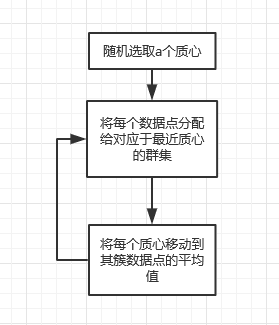 随机选取a个质心
将每个数据点分配
给对应于最近质心
的群集
将每个质心移动到
其簇数据点的平均
值